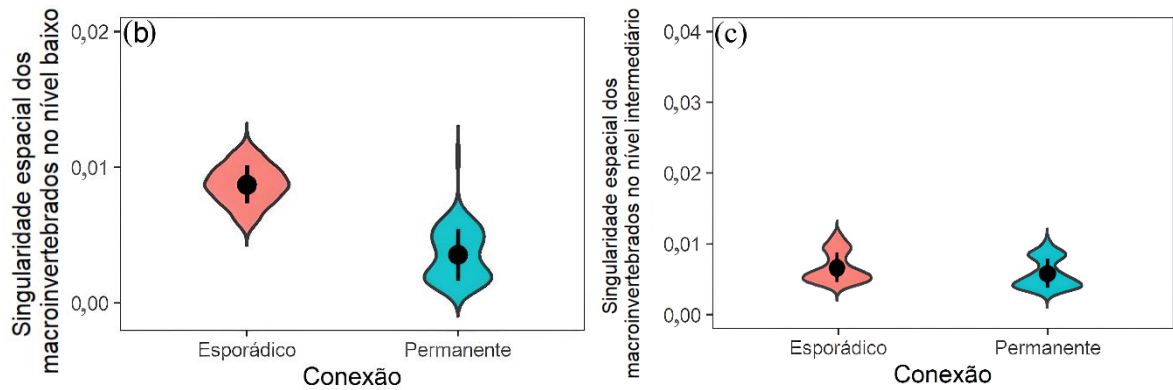 Singularidade espacial dos
macroinvertebrados no nível baixo
(b)
0,02
0,01
0,00
Esporádico
Permanente
Conexão
Singularidade espacial dos
macroinvertebrados no nível intermediário
(c)
0,04
0,03
0,02
0,01
0,00
Esporádico
Permanente
Conexão